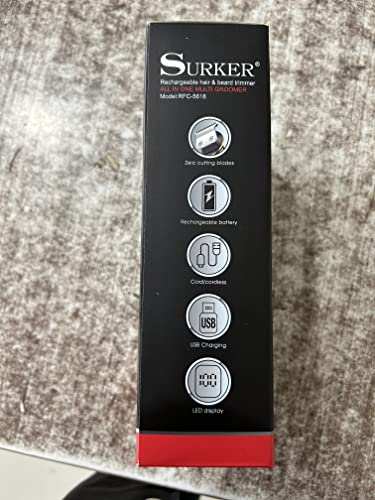 SURKER®
Rechargeable hair & beard trimmer
ALL IN ONE MULTI GROOMER
Model:RFC-5618
Zero cutting blades
Rechargeable battery
Cord/cordless
USB
USB Charging
100
LED display